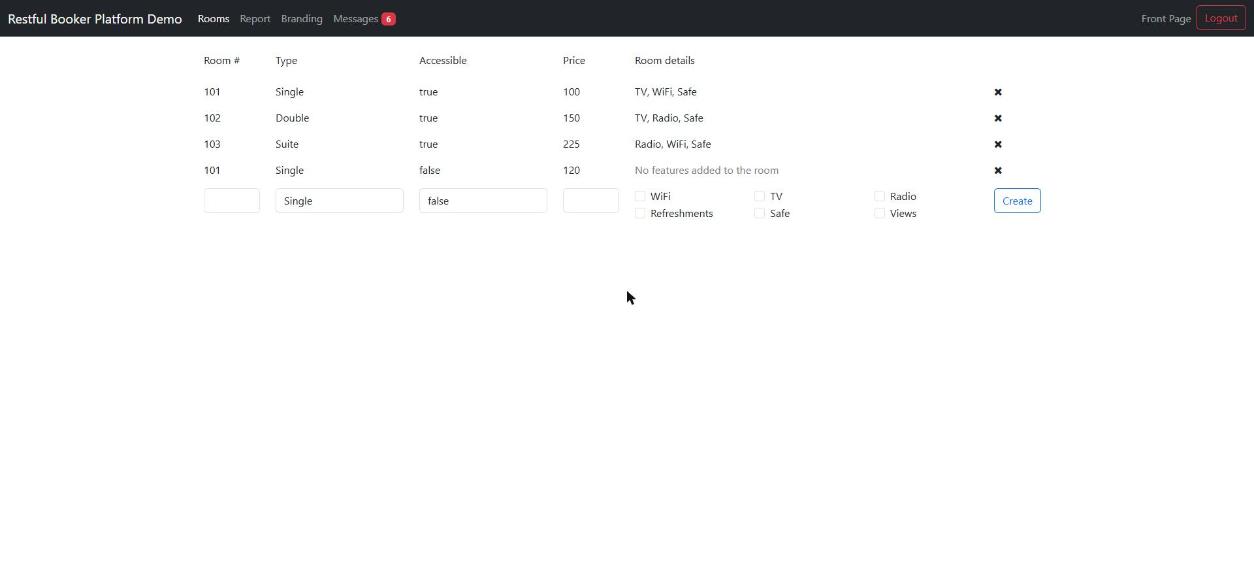 Restful Booker Platform Demo Rooms Report Branding Messages 6 Front Page Logout
Room # Type Accessible Price Room details
101 Single true 100 TV, WiFi, Safe
102 Double true 150 TV, Radio, Safe
103 Suite true 225 Radio, WiFi, Safe
101 Single false 120 No features added to the room
Single false WiFi TV Radio Create
Refreshments Safe Views